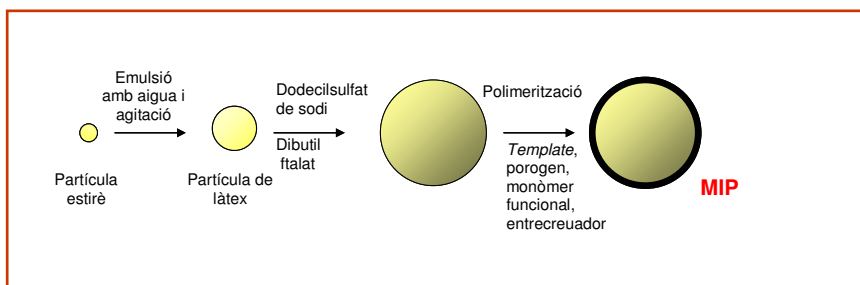 Emulsió
amb aigua i
agitació
Partícula
estirè
Partícula de
làtex
Dodecilsulfat
de sodi
Dibutil
ftalat
Polimerització
Template,
porogen,
monòmer
funcional,
entrecreuador
MIP